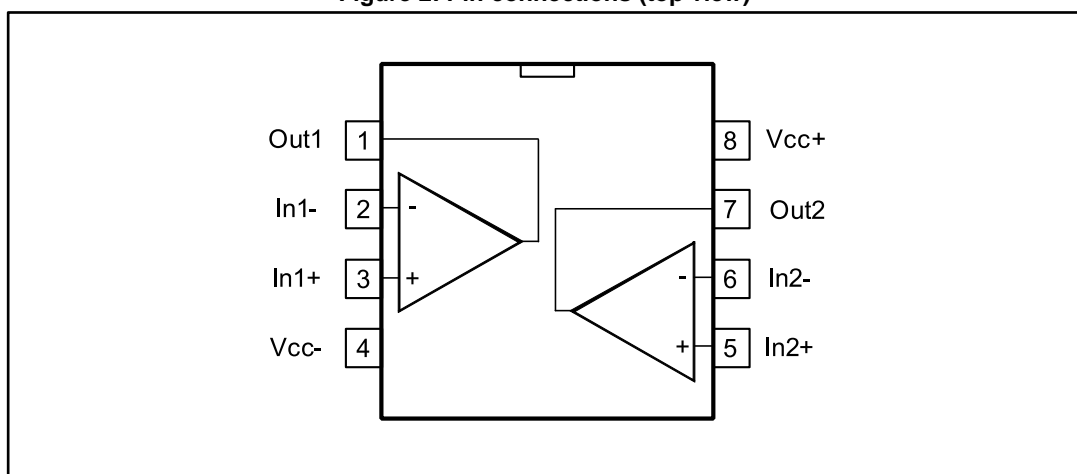 Figure 2. Pin connections (top view)
Out1 1
In1- 2 -
In1+ 3 +
Vcc- 4
8 Vcc+
7 Out2
- 6 In2-
+ 5 In2+